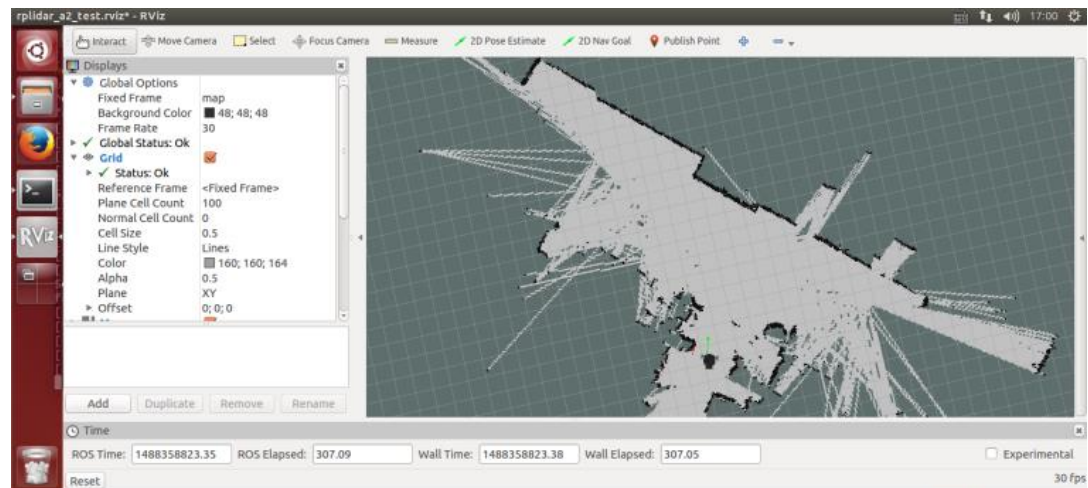 rplidar_a2_test.rviz* - RViz
17:00
Interact Move Camera Select Focus Camera Measure 2D Pose Estimate 2D Nav Goal Publish Point
Displays
Global Options
Fixed Frame map
Background Color 48; 48; 48
Frame Rate 30
Global Status: Ok
Grid
Status: Ok
Reference Frame <Fixed Frame>
Plane Cell Count 100
Normal Cell Count 0
Cell Size 0.5
Line Style Lines
Color 160; 160; 164
Alpha 0.5
Plane XY
Offset 0; 0; 0
RViz
Add Duplicate Remove Rename
Time
ROS Time: 1488358823.35 ROS Elapsed: 307.09 Wall Time: 1488358823.38 Wall Elapsed: 307.05 Experimental
Reset 30 fps